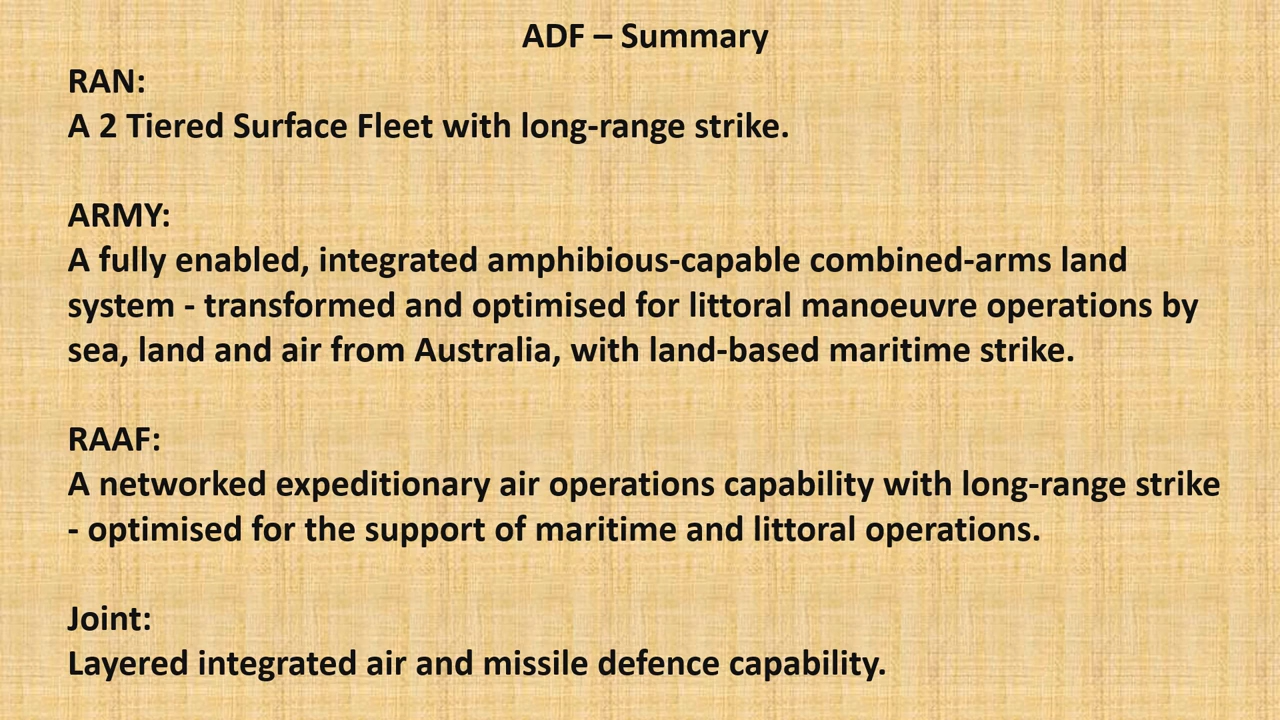 ADF – Summary
RAN:
A 2 Tiered Surface Fleet with long-range strike.
ARMY:
A fully enabled, integrated amphibious-capable combined-arms land
system - transformed and optimised for littoral manoeuvre operations by
sea, land and air from Australia, with land-based maritime strike.
RAAF:
A networked expeditionary air operations capability with long-range strike
- optimised for the support of maritime and littoral operations.
Joint:
Layered integrated air and missile defence capability.